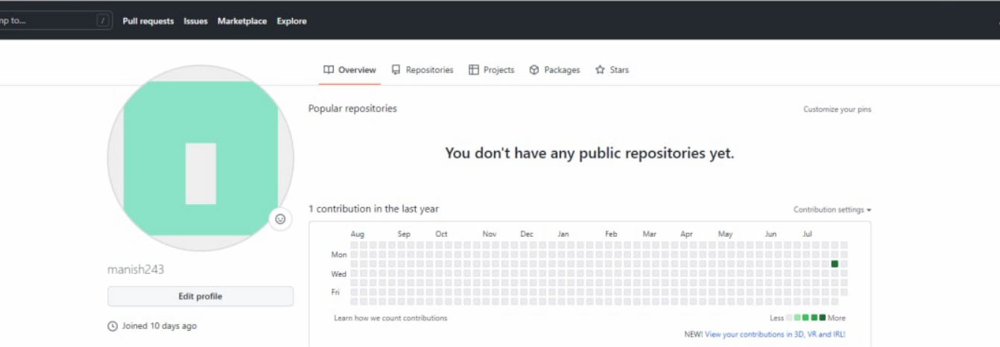 /
Pull requests Issues Marketplace Explore
Overview Repositories Projects Packages Stars
Popular repositories
Customize your pins
You don't have any public repositories yet.
1 contribution in the last year
Contribution settings
Aug Sep Oct Nov Dec Jan Feb Mar Apr May Jun Jul
Mon
Wed
Fri
Learn how we count contributions
Less More
NEW! View your contributions in 3D, VR and IRL!
manish243
Edit profile
Joined 10 days ago